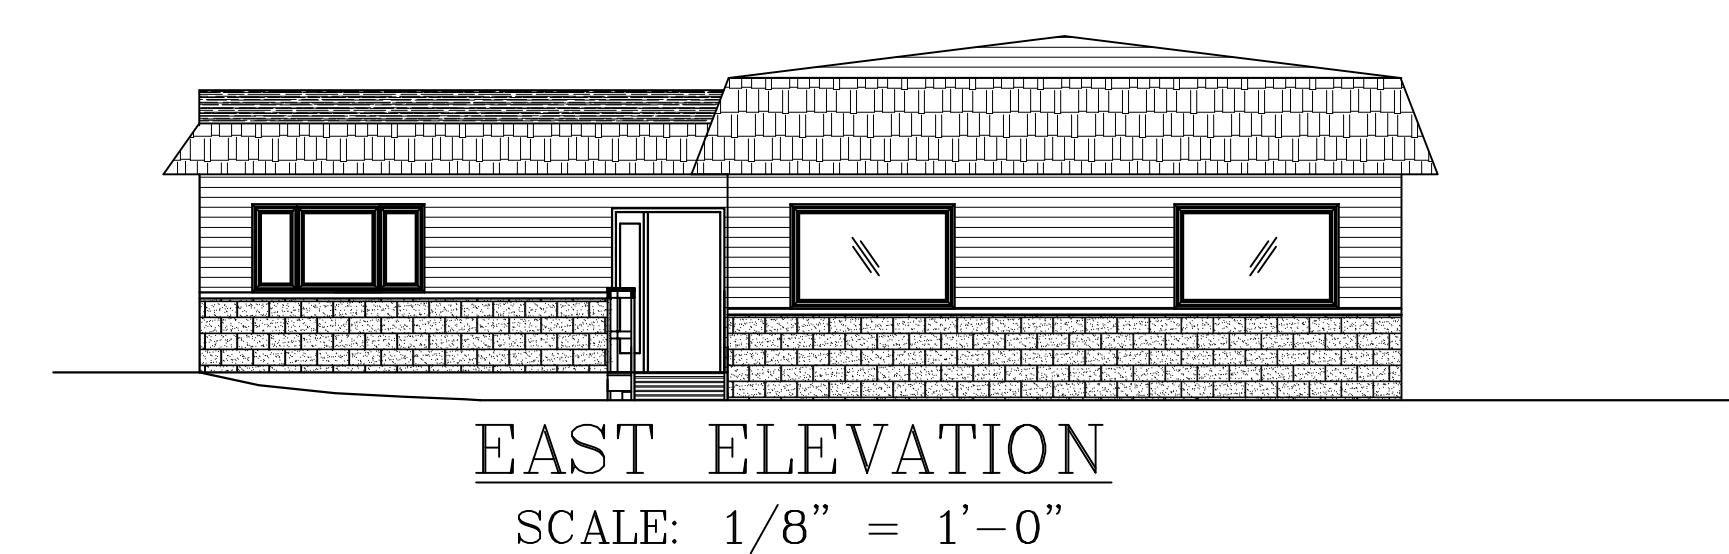 EAST ELEVATION
SCALE: 1/8" = 1'-0"